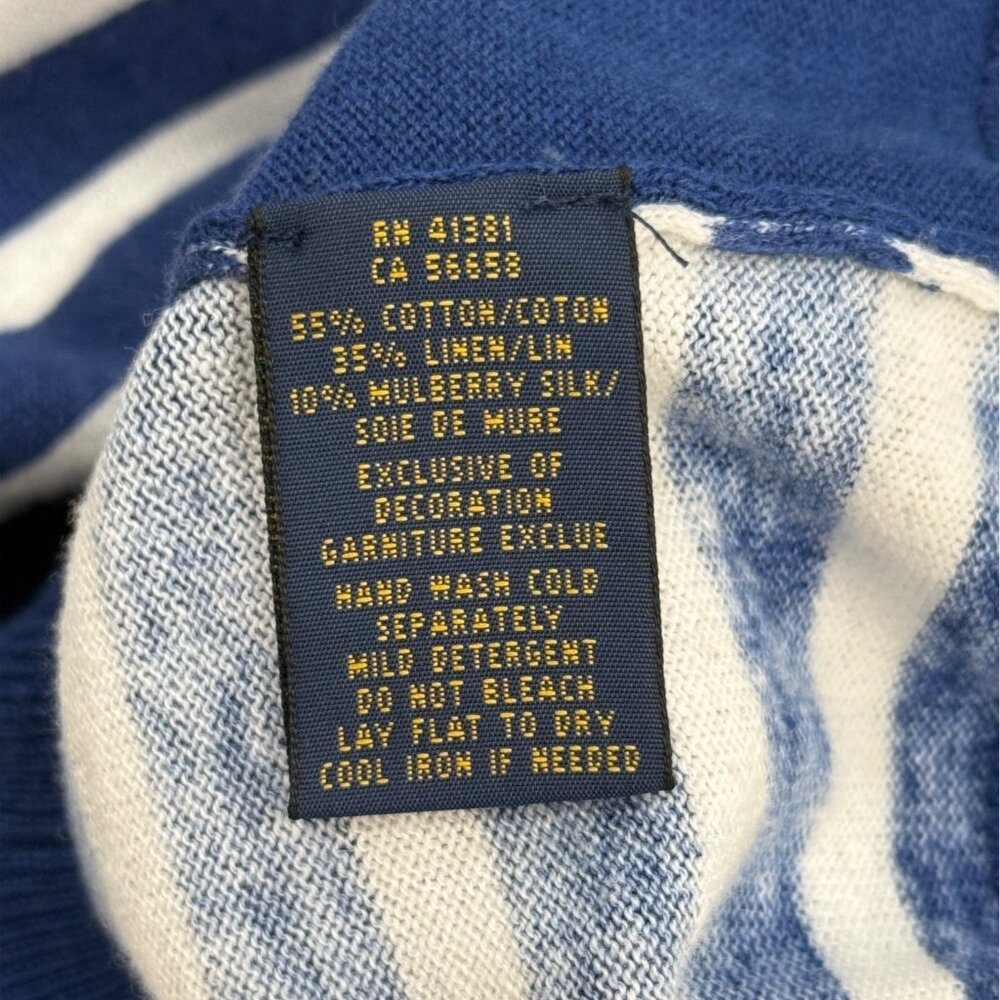 RN 41381
CA 56658
55% COTTON/COTON
35% LINEN/LIN
10% MULBERRY SILK/
SOIE DE MURE
EXCLUSIVE OF
DECORATION
GARNITURE EXCLUE
HAND WASH COLD
SEPARATELY
MILD DETERGENT
DO NOT BLEACH
LAY FLAT TO DRY
COOL IRON IF NEEDED